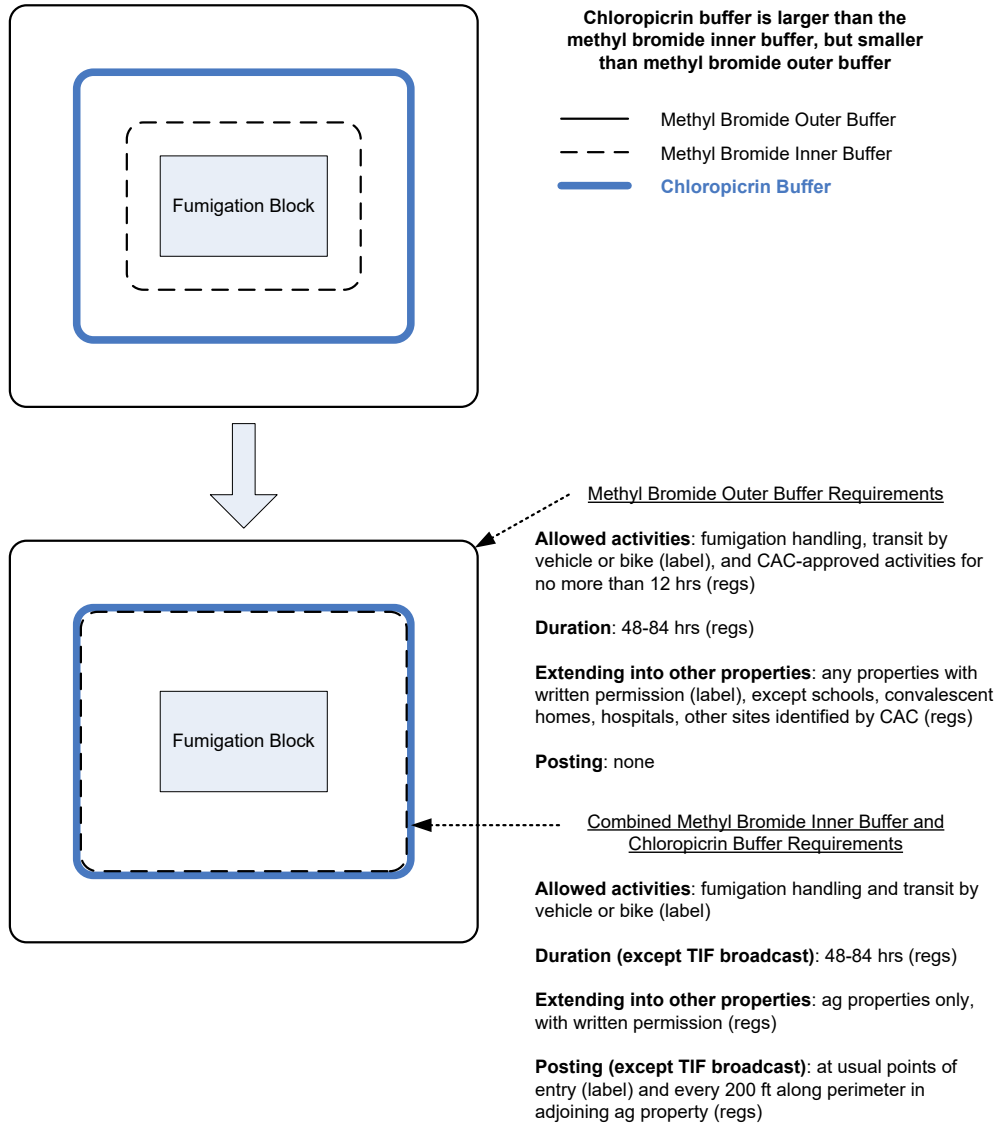 Chloropicrin buffer is larger than the
methyl bromide inner buffer, but smaller
than methyl bromide outer buffer
Methyl Bromide Outer Buffer
Methyl Bromide Inner Buffer
Chloropicrin Buffer
Fumigation Block
Methyl Bromide Outer Buffer Requirements
Allowed activities: fumigation handling, transit by
vehicle or bike (label), and CAC-approved activities for
no more than 12 hrs (regs)
Duration: 48-84 hrs (regs)
Extending into other properties: any properties with
written permission (label), except schools, convalescent
homes, hospitals, other sites identified by CAC (regs)
Posting: none
Fumigation Block
Combined Methyl Bromide Inner Buffer and
Chloropicrin Buffer Requirements
Allowed activities: fumigation handling and transit by
vehicle or bike (label)
Duration (except TIF broadcast): 48-84 hrs (regs)
Extending into other properties: ag properties only,
with written permission (regs)
Posting (except TIF broadcast): at usual points of
entry (label) and every 200 ft along perimeter in
adjoining ag property (regs)